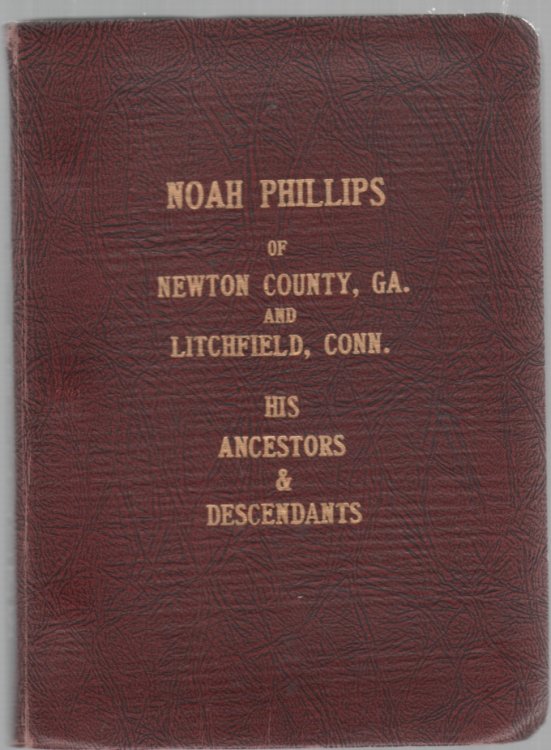 NOAH PHILLIPS
OF
NEWTON COUNTY, GA.
AND
LITCHFIELD, CONN.
HIS
ANCESTORS
&
DESCENDANTS